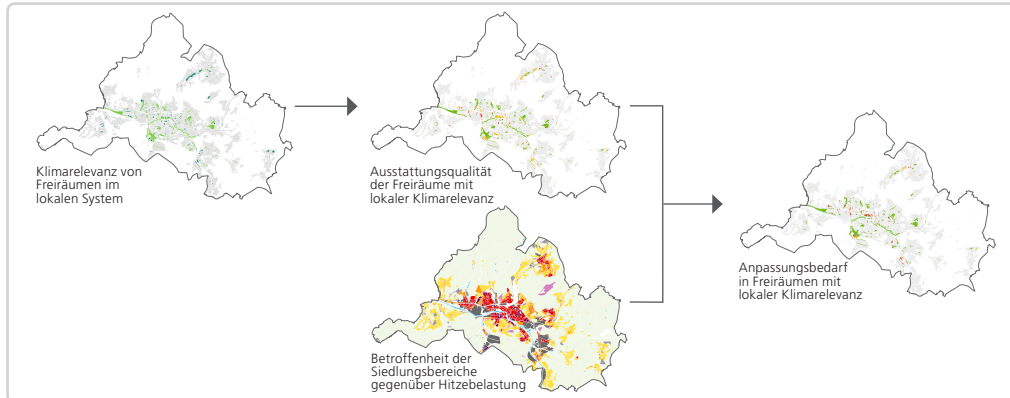 Klimarelevanz von
Freiräumen im
lokalen System
Ausstattungsqualität
der Freiräume mit
lokaler Klimarelevanz
Betroffenheit der
Siedlungsbereiche
gegenüber Hitzebelastung
Anpassungsbedarf
in Freiräumen mit
lokaler Klimarelevanz